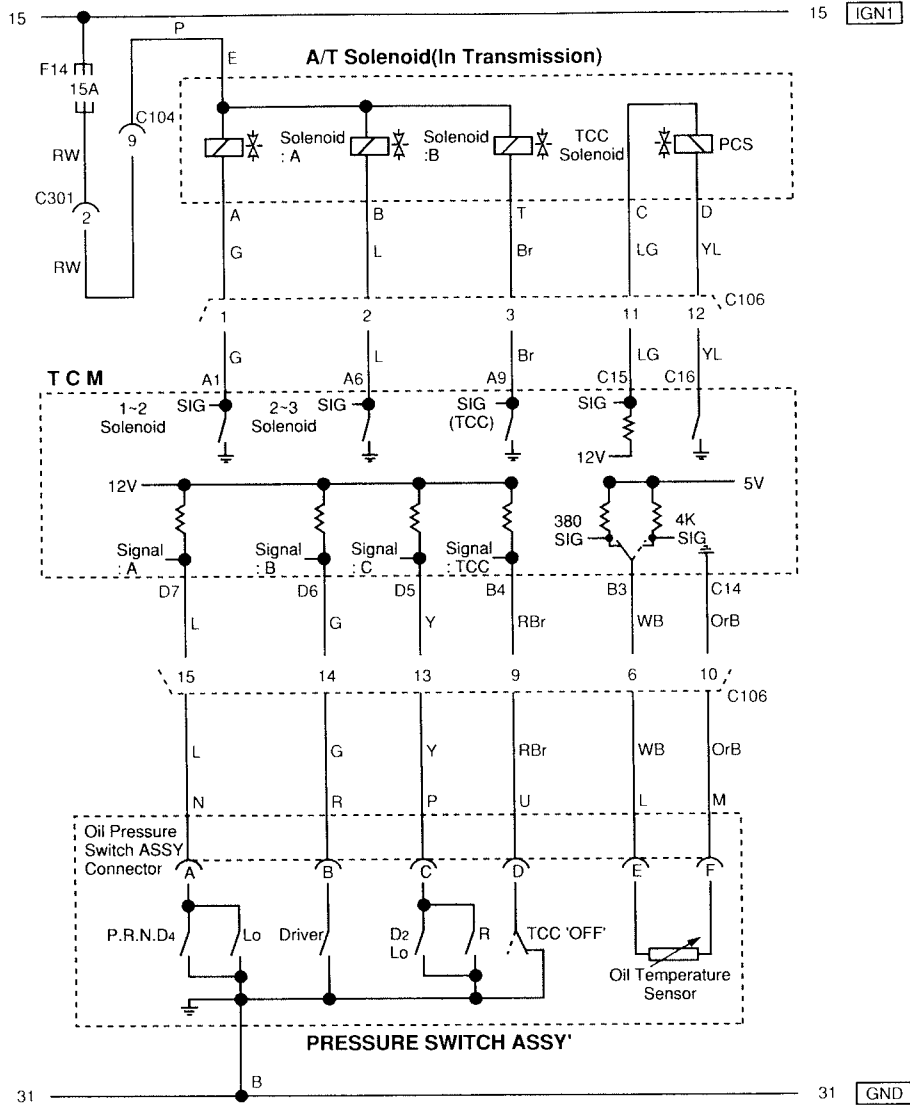 15 P 15 IGN1
F14 E A/T Solenoid(In Transmission)
15A
C104
9
RW
Solenoid : A
Solenoid :B
TCC Solenoid
PCS
C301
2
RW
A B T C D
G L Br LG YL
C106
1 2 3 11 12
G L Br LG YL
TCM
A1 A6 A9 C15 C16
1~2 Solenoid
SIG
2~3 Solenoid
SIG
SIG (TCC)
SIG
12V
12V
5V
Signal : A
Signal : B
Signal : C
Signal : TCC
380 SIG
4K SIG
D7 D6 D5 B4 B3 C14
L G Y RBr WB OrB
15 14 13 9 6 10
C106
L G Y RBr WB OrB
N R P U L M
Oil Pressure
Switch ASSY
Connector
A B C D E F
P.R.N.D4
Lo
Driver
D2
Lo
R
TCC 'OFF'
Oil Temperature
Sensor
PRESSURE SWITCH ASSY'
B
31 31 GND